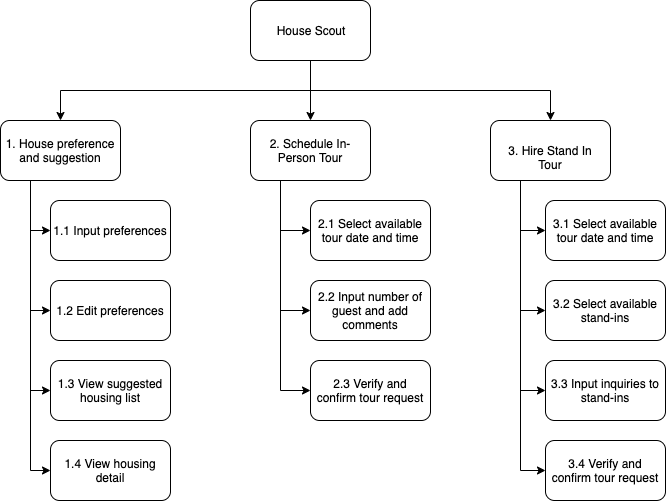 House Scout
1. House preference
and suggestion
2. Schedule In-
Person Tour
3. Hire Stand In
Tour
1.1 Input preferences
1.2 Edit preferences
1.3 View suggested
housing list
1.4 View housing
detail
2.1 Select available
tour date and time
2.2 Input number of
guest and add
comments
2.3 Verify and
confirm tour request
3.1 Select available
tour date and time
3.2 Select available
stand-ins
3.3 Input inquiries to
stand-ins
3.4 Verify and
confirm tour request